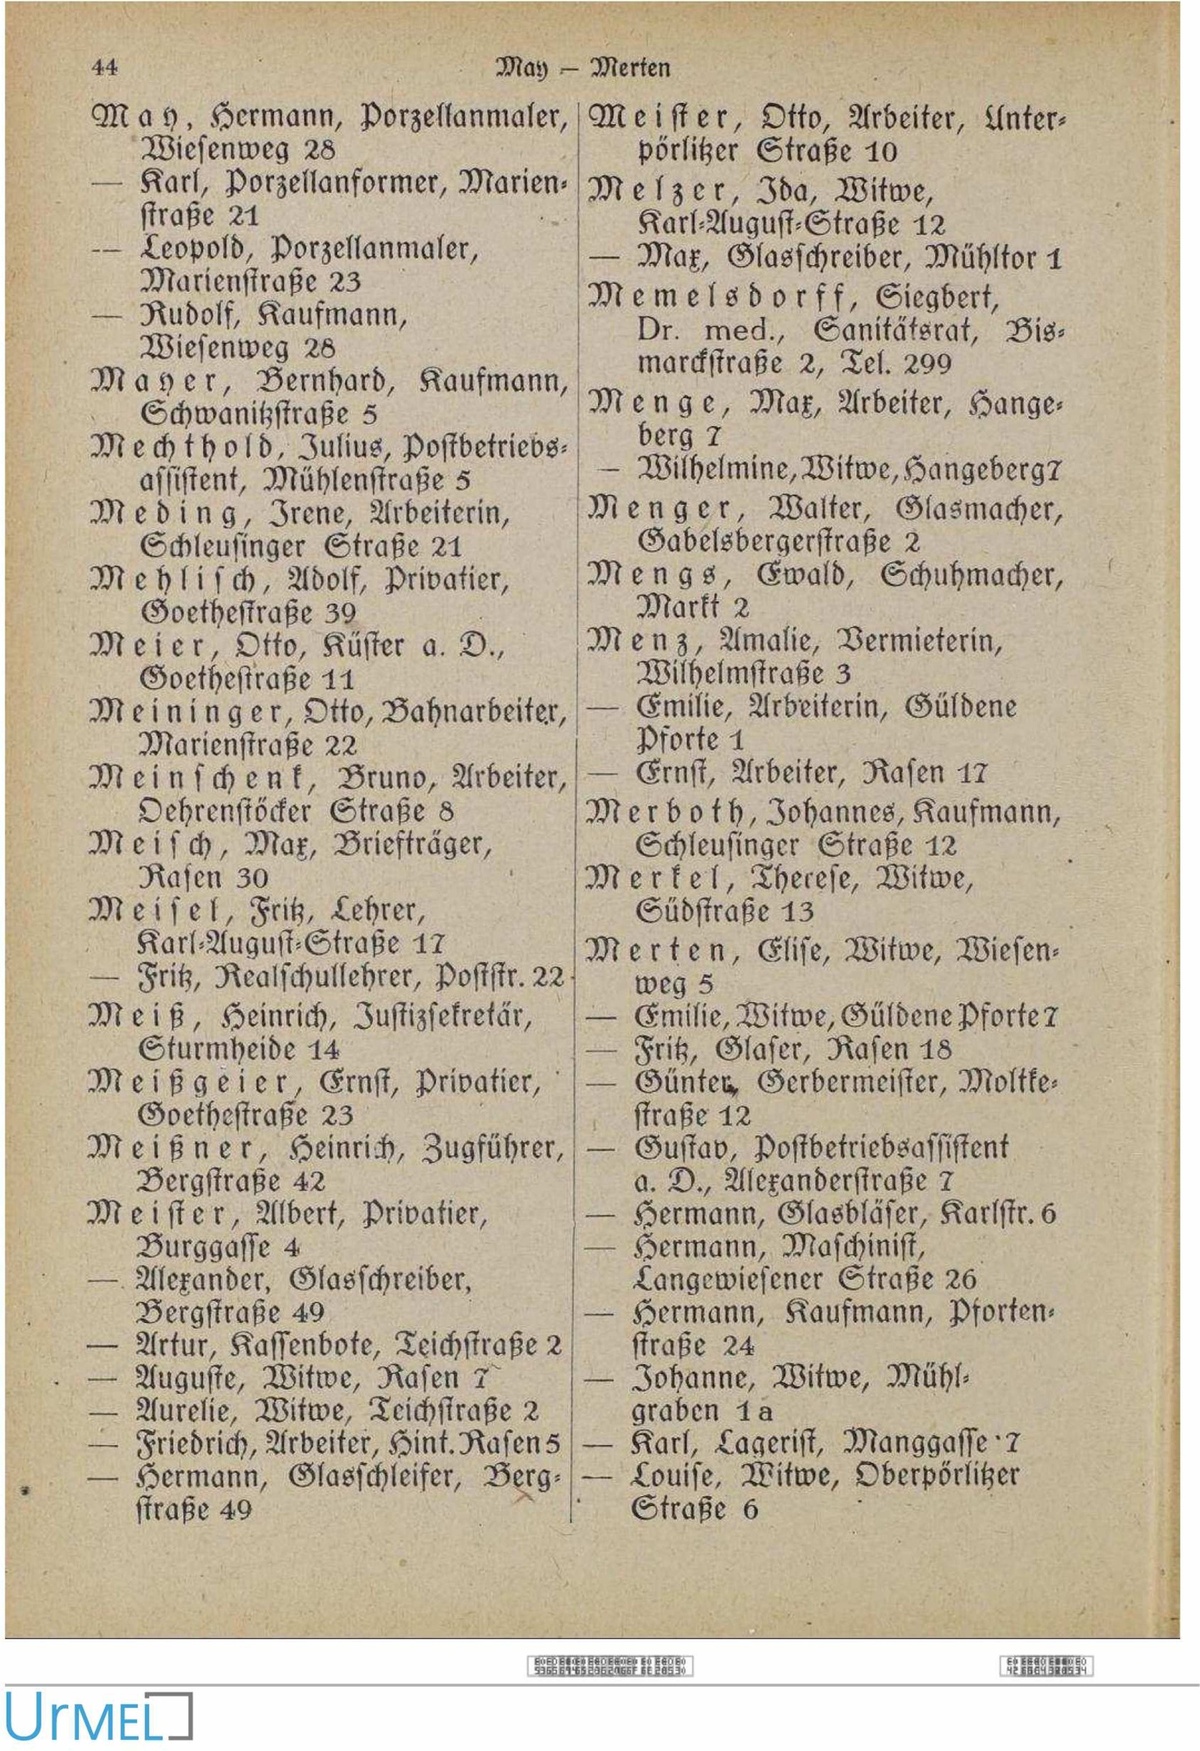 44
May — Merten
May, Hermann, Porzellanmaler,
Wiesenweg 28
— Karl, Porzellanformer, Marien-
straße 21
— Leopold, Porzellanmaler,
Marienstraße 23
— Rudolf, Kaufmann,
Wiesenweg 28
Mayer, Bernhard, Kaufmann,
Schwanitzstraße 5
Mechthold, Julius, Postbetriebs-
assistent, Mühlenstraße 5
Meding, Irene, Arbeiterin,
Schleusinger Straße 21
Mehlisch, Adolf, Privatier,
Goethestraße 39
Meier, Otto, Küster a. D.,
Goethestraße 11
Meininger, Otto, Bahnarbeiter,
Marienstraße 22
Meinschenk, Bruno, Arbeiter,
Oehrenstöcker Straße 8
Meisch, Max, Briefträger,
Rasen 30
Meisel, Fritz, Lehrer,
Karl-August-Straße 17
— Fritz, Realschullehrer, Poststr. 22
Meiß, Heinrich, Justizsekretär,
Sturmheide 14
Meißgeier, Ernst, Privatier,
Goethestraße 23
Meißner, Heinrich, Zugführer,
Bergstraße 42
Meister, Albert, Privatier,
Burggasse 4
— Alexander, Glasschreiber,
Bergstraße 49
— Artur, Kassenbote, Teichstraße 2
— Auguste, Witwe, Rasen 7
— Aurelie, Witwe, Teichstraße 2
— Friedrich, Arbeiter, Hint. Rasen 5
— Hermann, Glasschleifer, Berg-
straße 49
Meister, Otto, Arbeiter, Unter-
pörlitzer Straße 10
Melzer, Ida, Witwe,
Karl-August-Straße 12
— Max, Glasschreiber, Mühltor 1
Memelsdorff, Siegbert,
Dr. med., Sanitätsrat, Bis-
marckstraße 2, Tel. 299
Menge, Max, Arbeiter, Hange-
berg 7
— Wilhelmine, Witwe, Hangeberg 7
Menger, Walter, Glasmacher,
Gabelsbergerstraße 2
Mengs, Ewald, Schuhmacher,
Markt 2
Menz, Amalie, Vermieterin,
Wilhelmstraße 3
— Emilie, Arbeiterin, Güldene
Pforte 1
— Ernst, Arbeiter, Rasen 17
Merboth, Johannes, Kaufmann,
Schleusinger Straße 12
Merkel, Therese, Witwe,
Südstraße 13
Merten, Elise, Witwe, Wiesen-
weg 5
— Emilie, Witwe, Güldene Pforte 7
— Fritz, Glaser, Rasen 18
— Günter, Gerbermeister, Moltke-
straße 12
— Gustav, Postbetriebsassistent
a. D., Alexanderstraße 7
— Hermann, Glasbläser, Karlstr. 6
— Hermann, Maschinist,
Langewiesener Straße 26
— Hermann, Kaufmann, Pforten-
straße 24
— Johanne, Witwe, Mühl-
graben 1a
— Karl, Lagerist, Manggasse 7
— Louise, Witwe, Oberpörlitzer
Straße 6
UrMEL